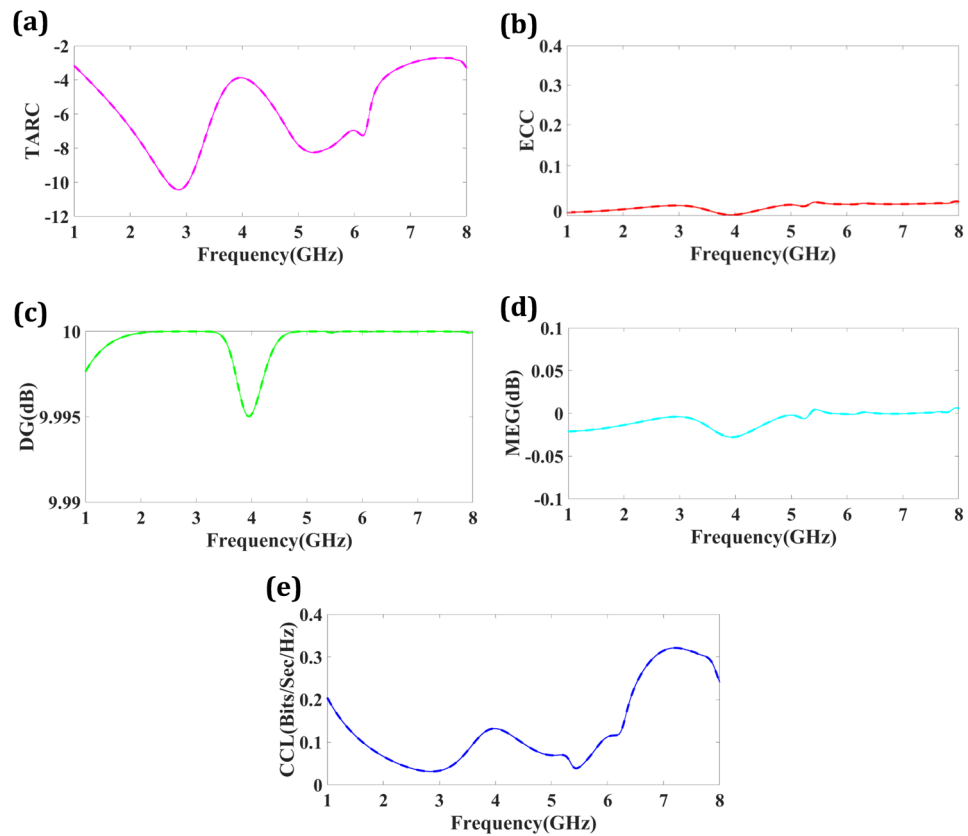 (a)
-2
-4
-6
-8
-10
-12
TARC
1 2 3 4 5 6 7 8
Frequency(GHz)
(b)
0.4
0.3
0.2
0.1
0
ECC
1 2 3 4 5 6 7 8
Frequency(GHz)
(c)
10
9.995
9.99
DG(dB)
1 2 3 4 5 6 7 8
Frequency(GHz)
(d)
0.1
0.05
0
-0.05
-0.1
MEG(dB)
1 2 3 4 5 6 7 8
Frequency(GHz)
(e)
0.4
0.3
0.2
0.1
0
CCL(Bits/Sec/Hz)
1 2 3 4 5 6 7 8
Frequency(GHz)